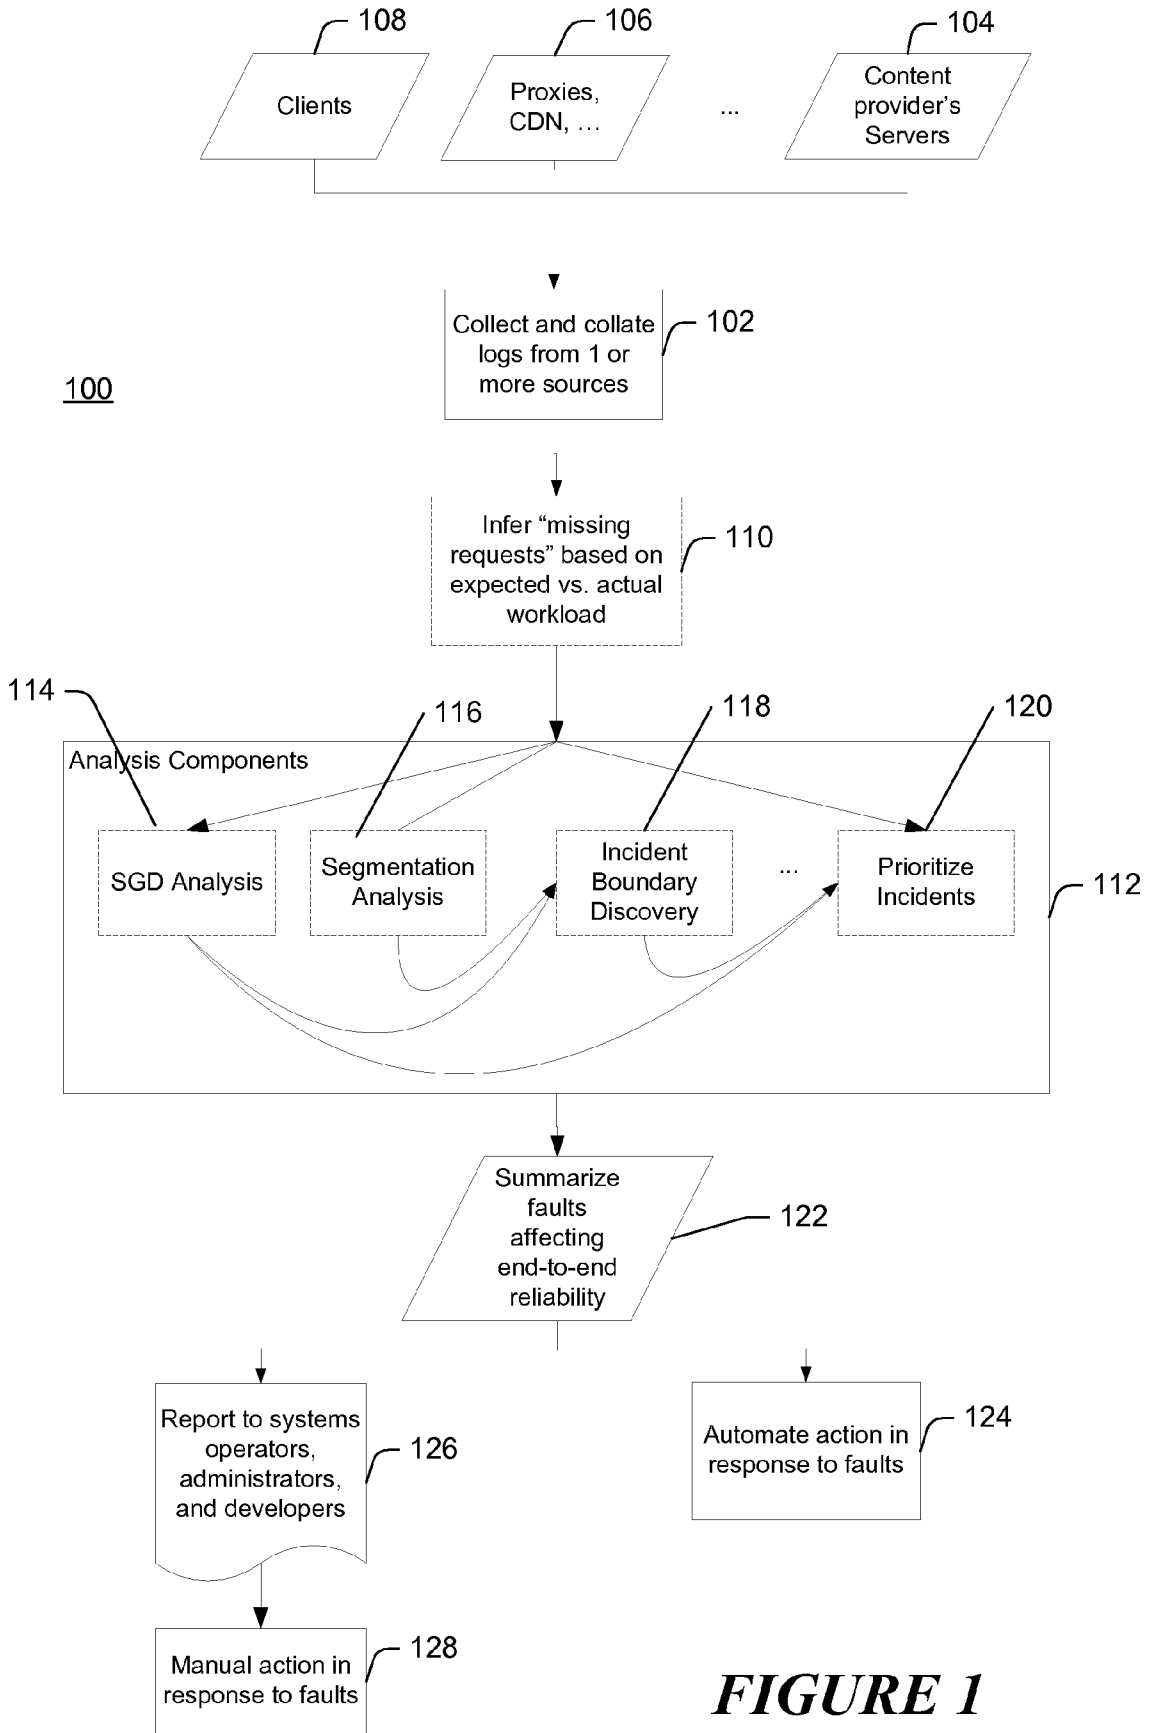 108
106
104
Clients
Proxies,
CDN, ...
...
Content
provider's
Servers
Collect and collate
logs from 1 or
more sources
102
100
Infer “missing
requests” based on
expected vs. actual
workload
110
114
116
118
120
Analysis Components
SGD Analysis
Segmentation
Analysis
Incident
Boundary
Discovery
...
Prioritize
Incidents
112
Summarize
faults
affecting
end-to-end
reliability
122
Report to systems
operators,
administrators,
and developers
126
Automate action in
response to faults
124
Manual action in
response to faults
128
FIGURE 1